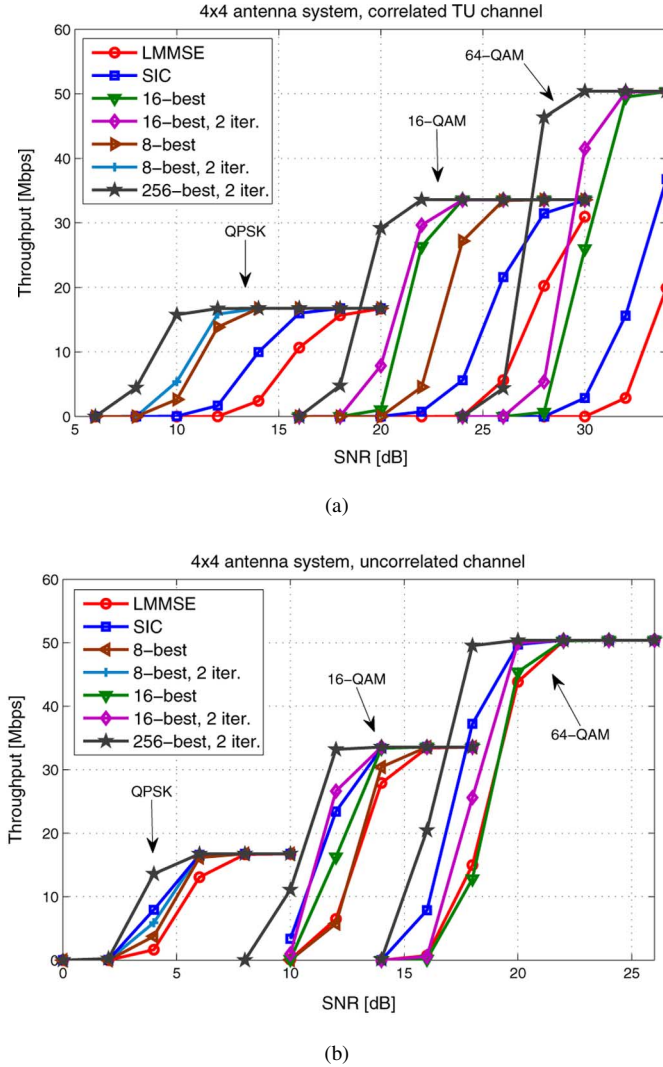 4x4 antenna system, correlated TU channel
60
50
40
30
20
10
0
Throughput [Mbps]
LMMSE
SIC
16-best
16-best, 2 iter.
8-best
8-best, 2 iter.
256-best, 2 iter.
QPSK
16-QAM
64-QAM
5
10
15
20
25
30
SNR [dB]
(a)
4x4 antenna system, uncorrelated channel
60
50
40
30
20
10
0
Throughput [Mbps]
LMMSE
SIC
8-best
8-best, 2 iter.
16-best
16-best, 2 iter.
256-best, 2 iter.
QPSK
16-QAM
64-QAM
0
5
10
15
20
25
SNR [dB]
(b)